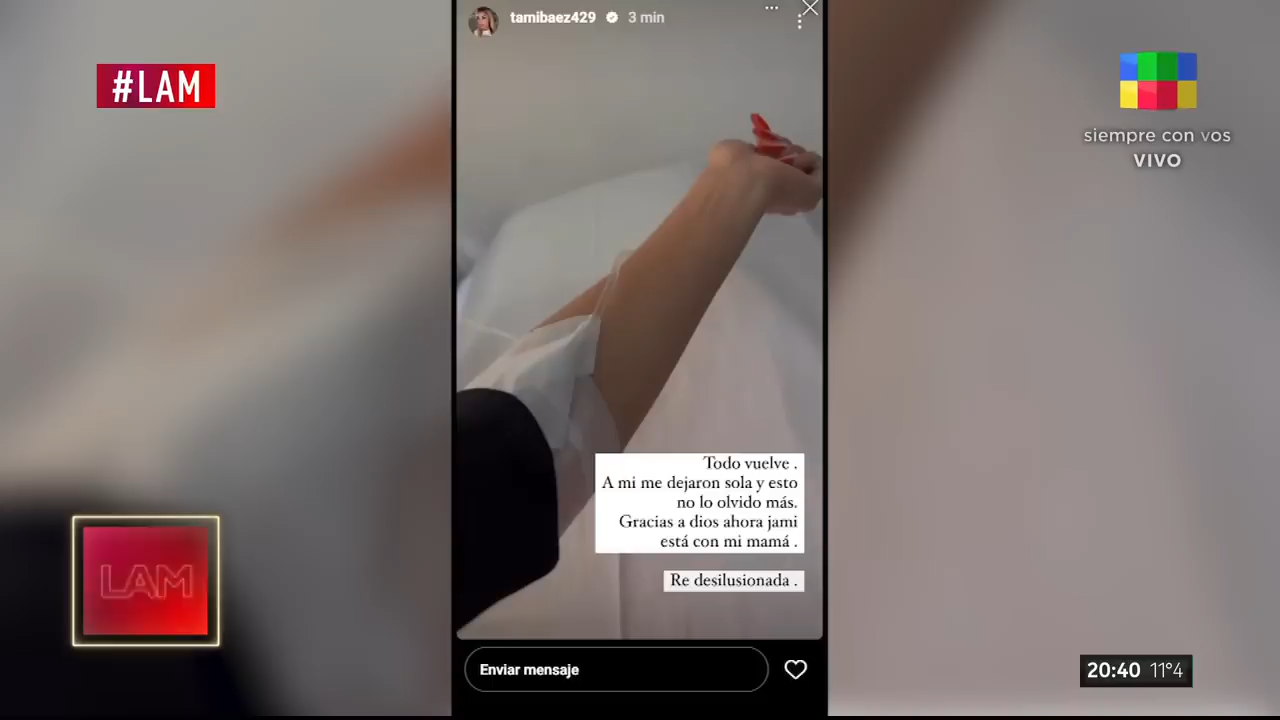 #LAM
tamibaez429 3 min
siempre con vos
VIVO
Todo vuelve .
A mi me dejaron sola y esto
no lo olvido más.
Gracias a dios ahora jami
está con mi mamá .
Re desilusionada .
LAM
Enviar mensaje
20:40 11°4